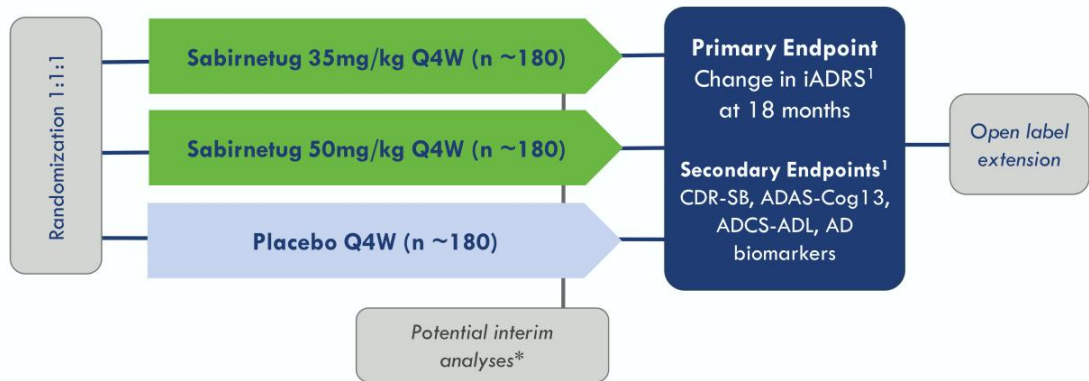 Randomization 1:1:1
Sabirnetug 35mg/kg Q4W (n ~180)
Sabirnetug 50mg/kg Q4W (n ~180)
Placebo Q4W (n ~180)
Potential interim
analyses*
Primary Endpoint
Change in iADRS¹
at 18 months
Secondary Endpoints¹
CDR-SB, ADAS-Cog13,
ADCS-ADL, AD
biomarkers
Open label
extension